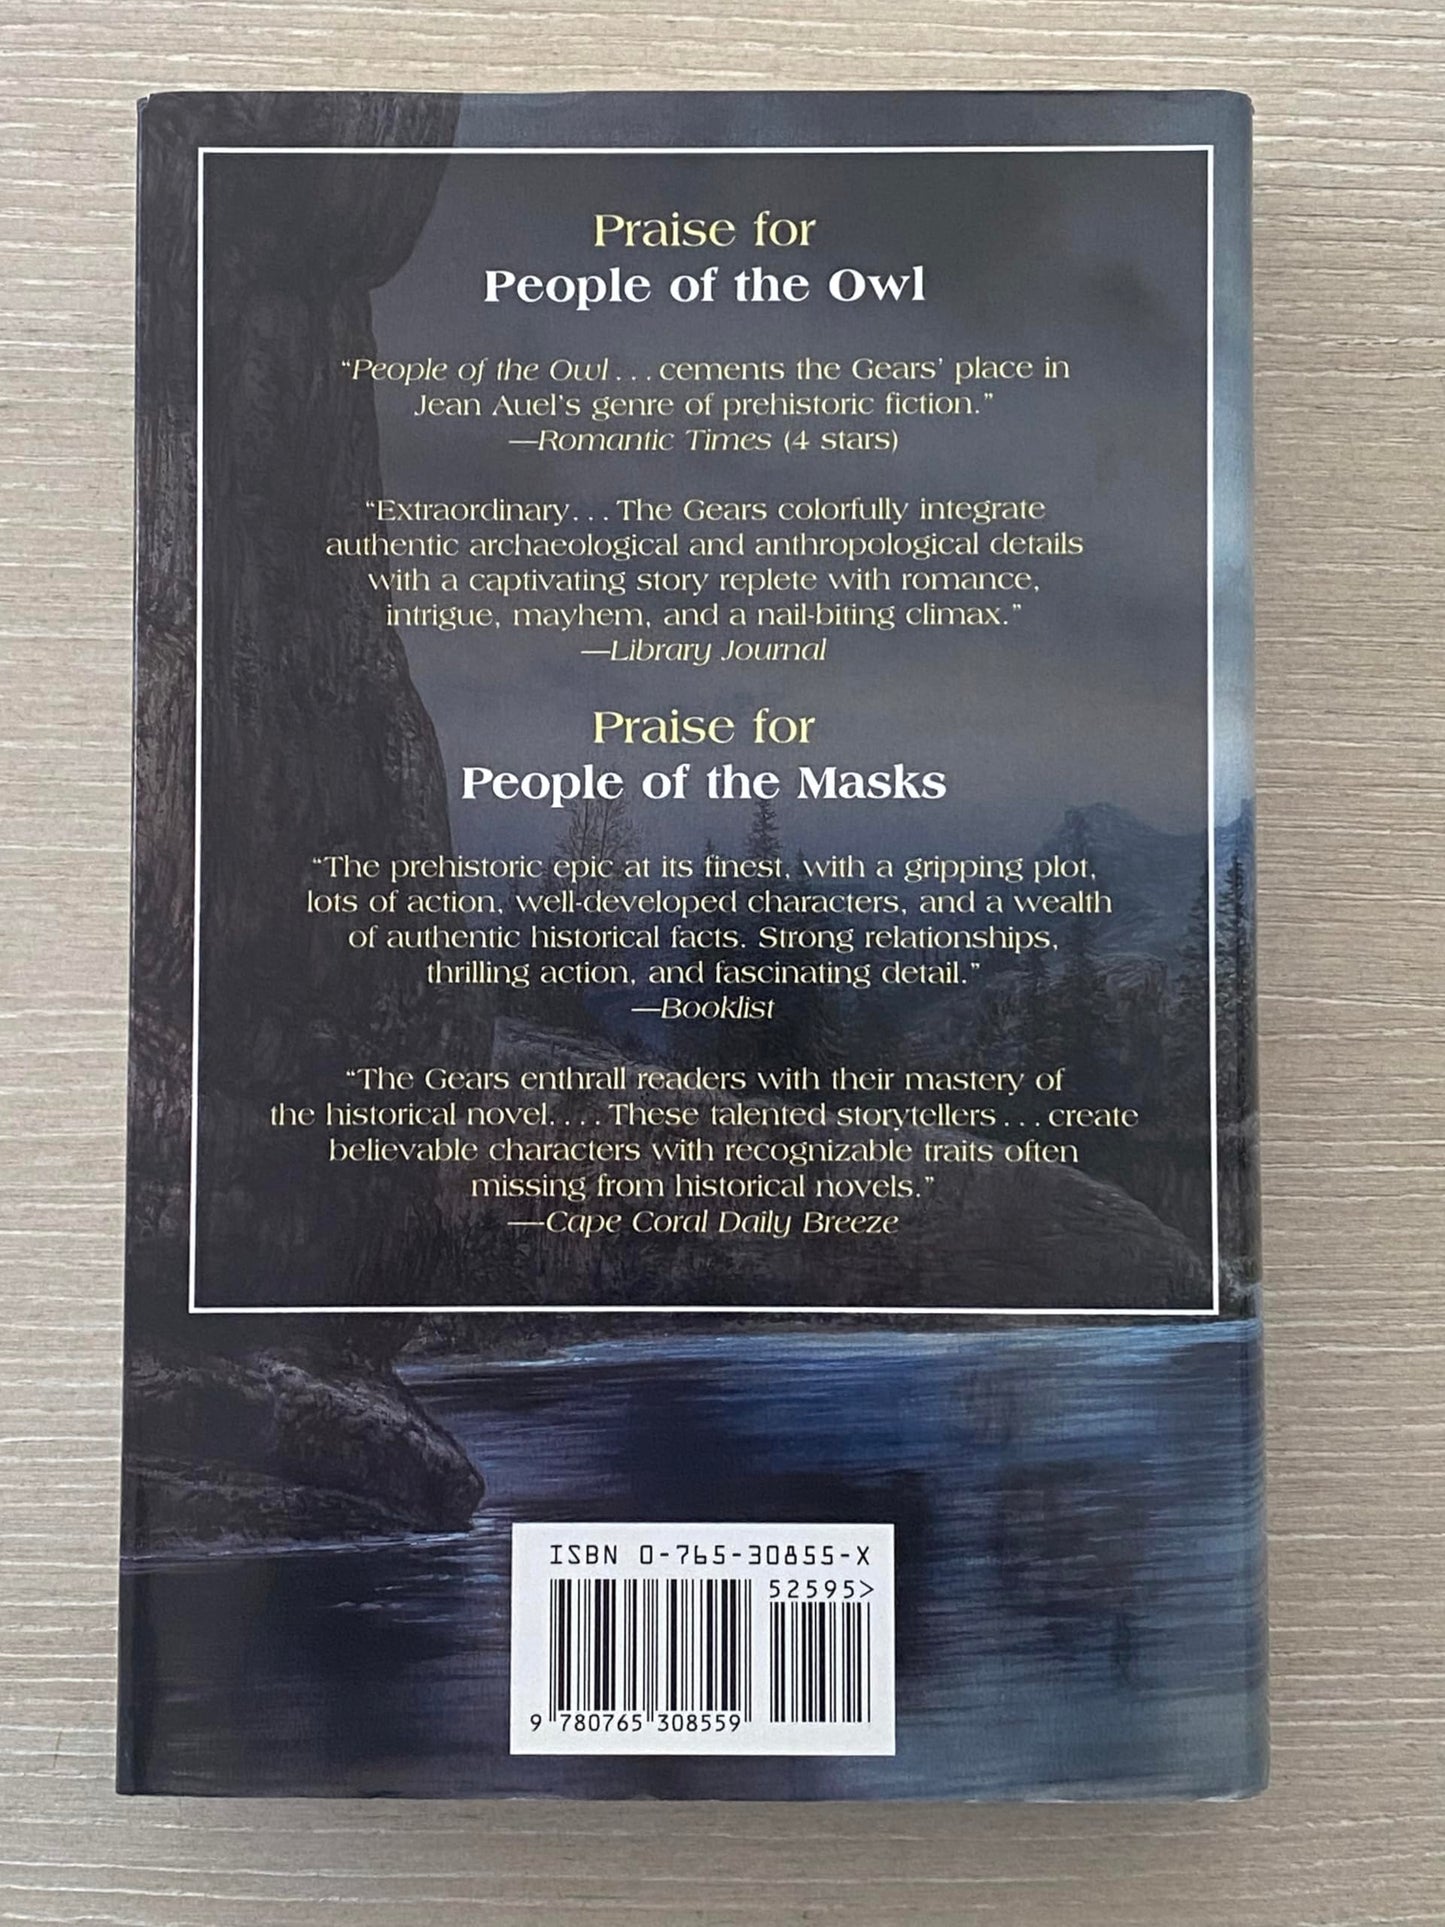 Praise for
People of the Owl
“People of the Owl . . . cements the Gears’ place in
Jean Auel’s genre of prehistoric fiction.”
—Romantic Times (4 stars)
“Extraordinary. . . The Gears colorfully integrate
authentic archaeological and anthropological details
with a captivating story replete with romance,
intrigue, mayhem, and a nail-biting climax.”
—Library Journal
Praise for
People of the Masks
“The prehistoric epic at its finest, with a gripping plot,
lots of action, well-developed characters, and a wealth
of authentic historical facts. Strong relationships,
thrilling action, and fascinating detail.”
—Booklist
“The Gears enthrall readers with their mastery of
the historical novel. . . . These talented storytellers . . . create
believable characters with recognizable traits often
missing from historical novels.”
—Cape Coral Daily Breeze
ISBN 0-765-30855-X
52595>
9 780765 308559